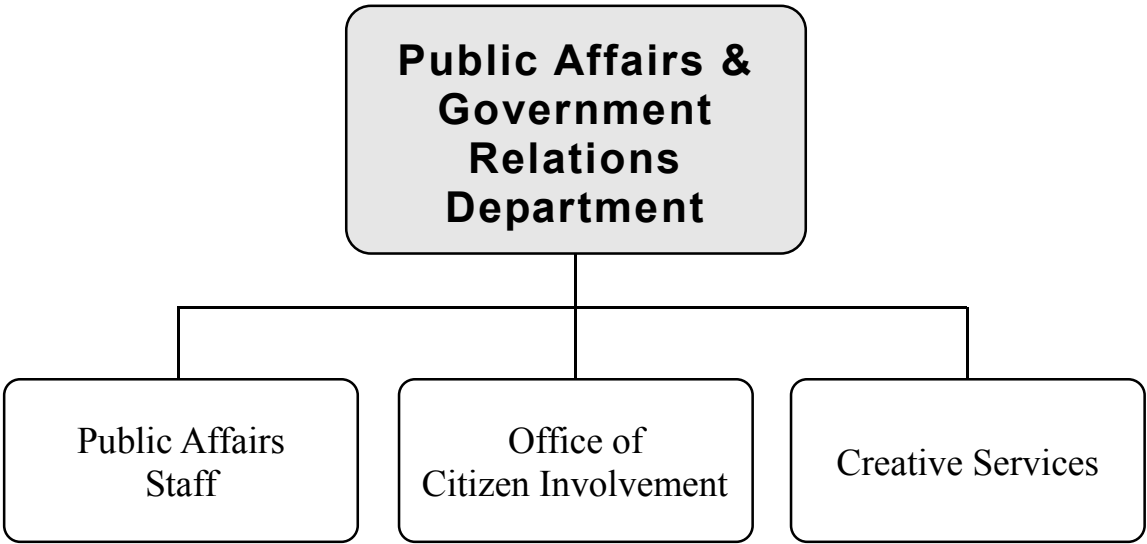 Public Affairs &
Government
Relations
Department
Public Affairs
Staff
Office of
Citizen Involvement
Creative Services